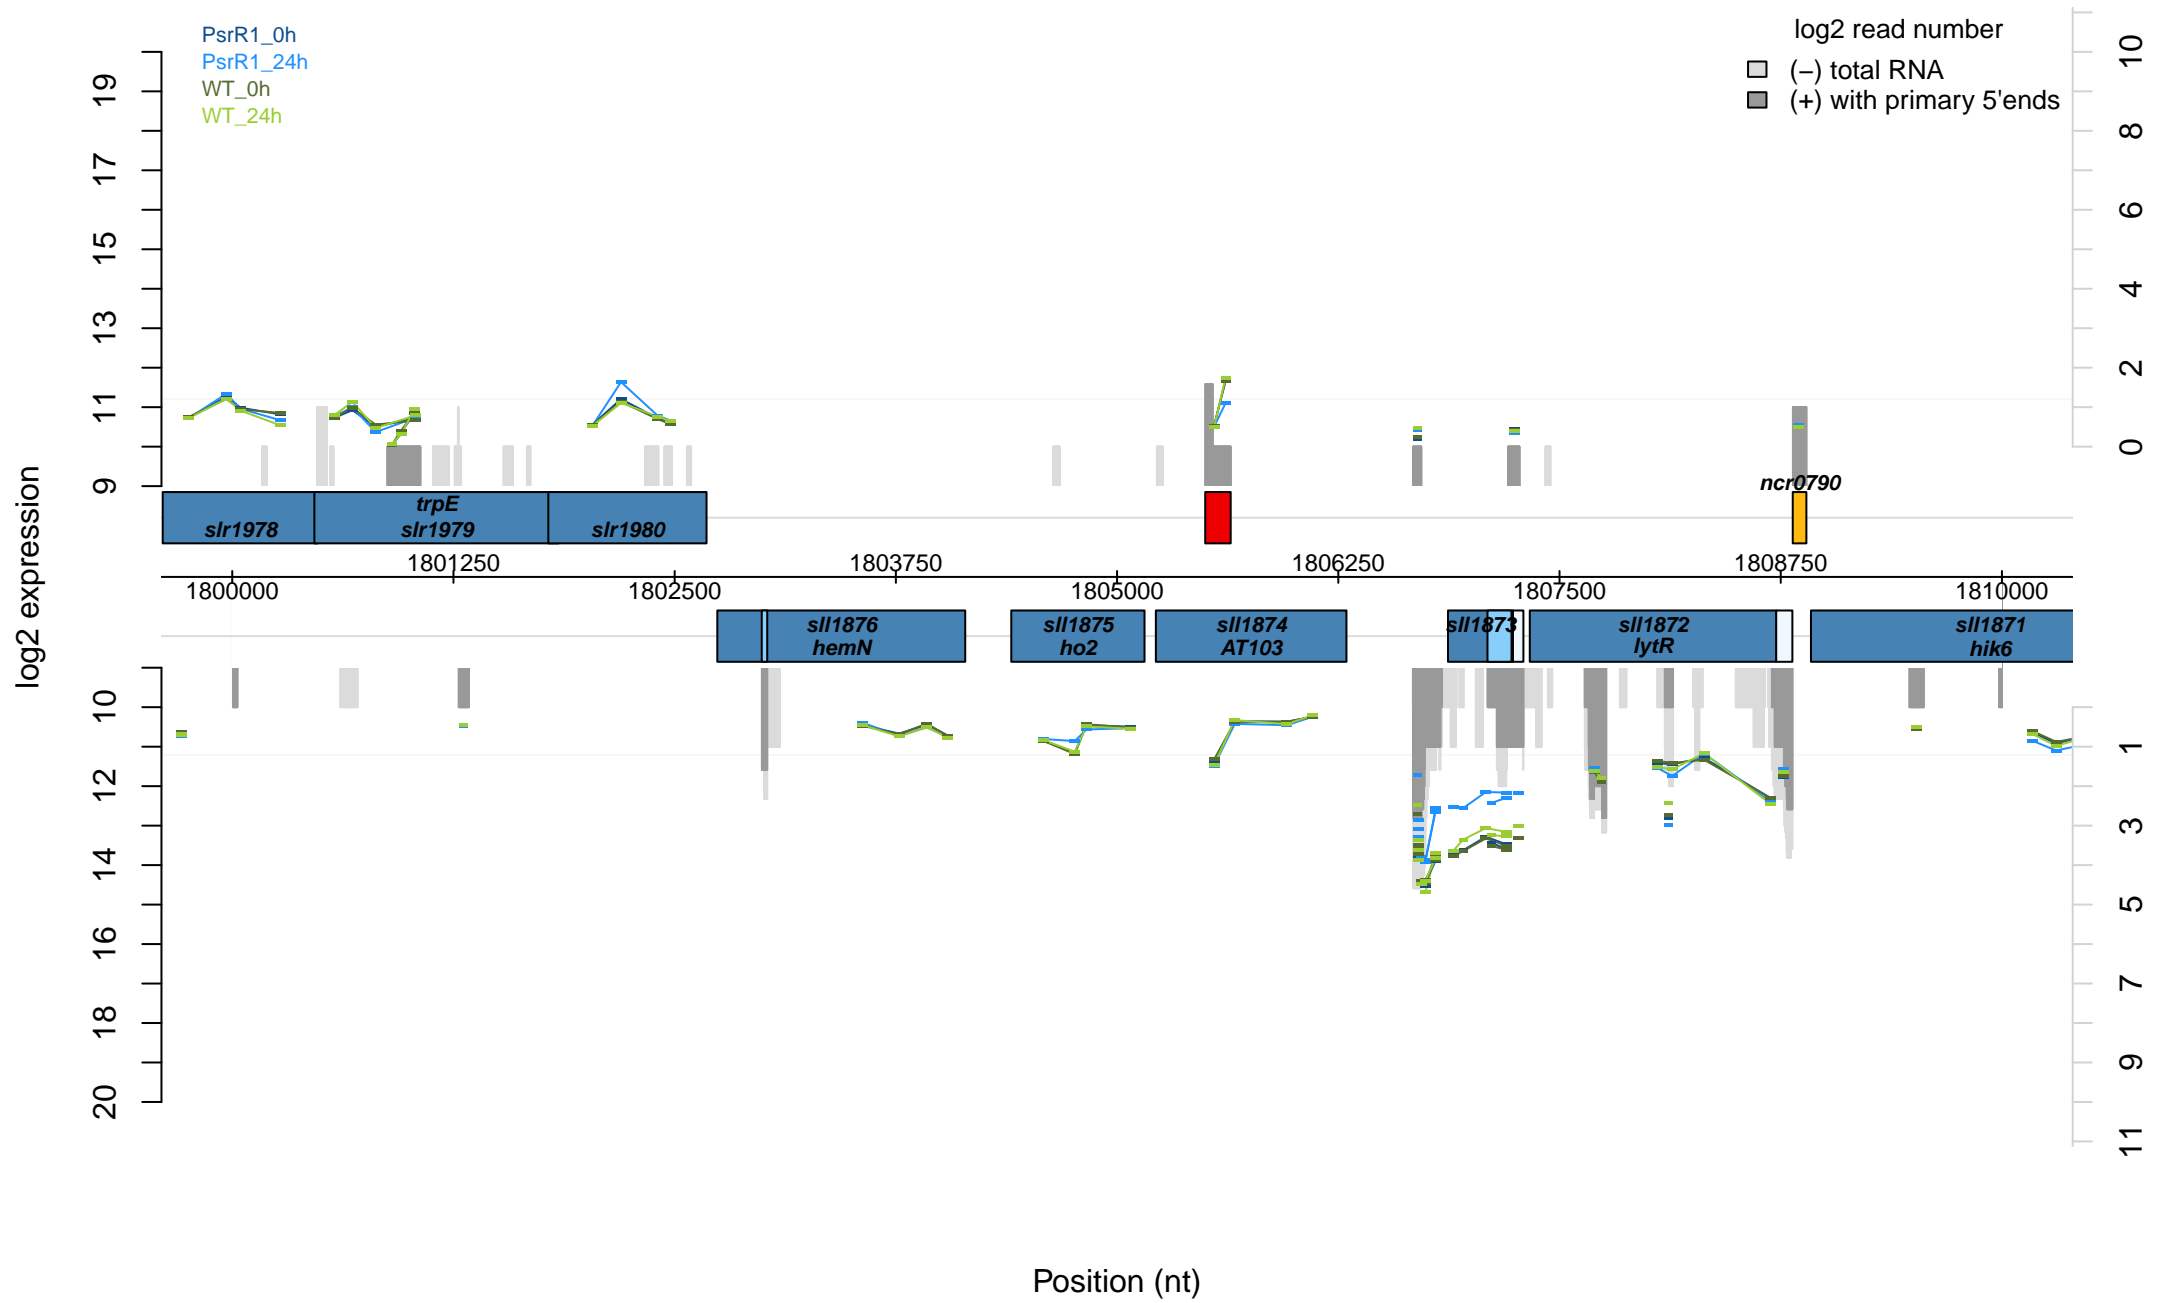 PsrR1_0h
PsrR1_24h
WT_0h
WT_24h
log2 read number
(−) total RNA
(+) with primary 5'ends
19
17
15
13
11
9
10
8
6
4
2
0
log2 expression
ncr0790
trpE
slr1978
slr1979
slr1980
1801250
1803750
1806250
1808750
1800000
1802500
1805000
1807500
1810000
sll1876
hemN
sll1875
ho2
sll1874
AT103
sll1873
sll1872
lytR
sll1871
hik6
10
12
14
16
18
20
1
3
5
7
9
11
Position (nt)